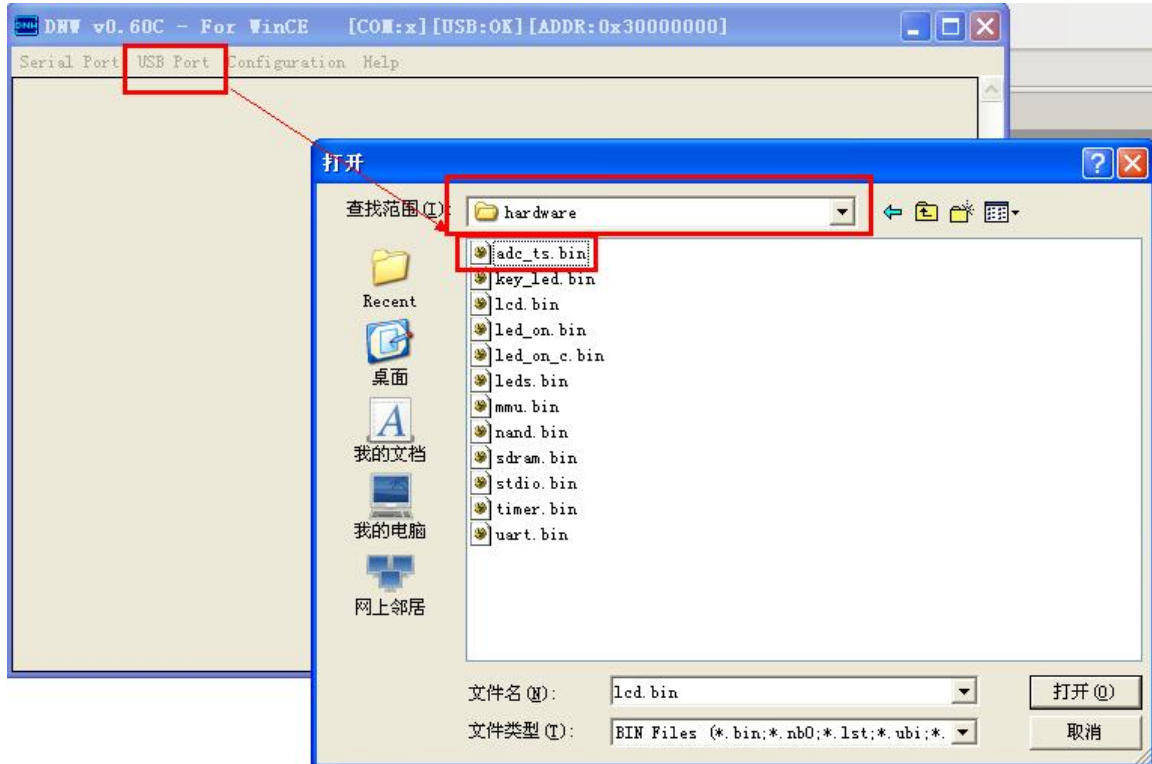 DNW
DNW v0.60C - For WinCE [COM:x][USB:OK][ADDR:0x30000000]
Serial Port USB Port Configuration Help
打开
查找范围(I):
hardware
adc_ts.bin
key_led.bin
lcd.bin
led_on.bin
led_on_c.bin
leds.bin
mmu.bin
nand.bin
sdram.bin
stdio.bin
timer.bin
uart.bin
Recent
桌面
我的文档
我的电脑
网上邻居
文件名(N): lcd.bin 打开(O)
文件类型(T): BIN Files (*.bin;*.nb0;*.lst;*.ubi;*. 取消